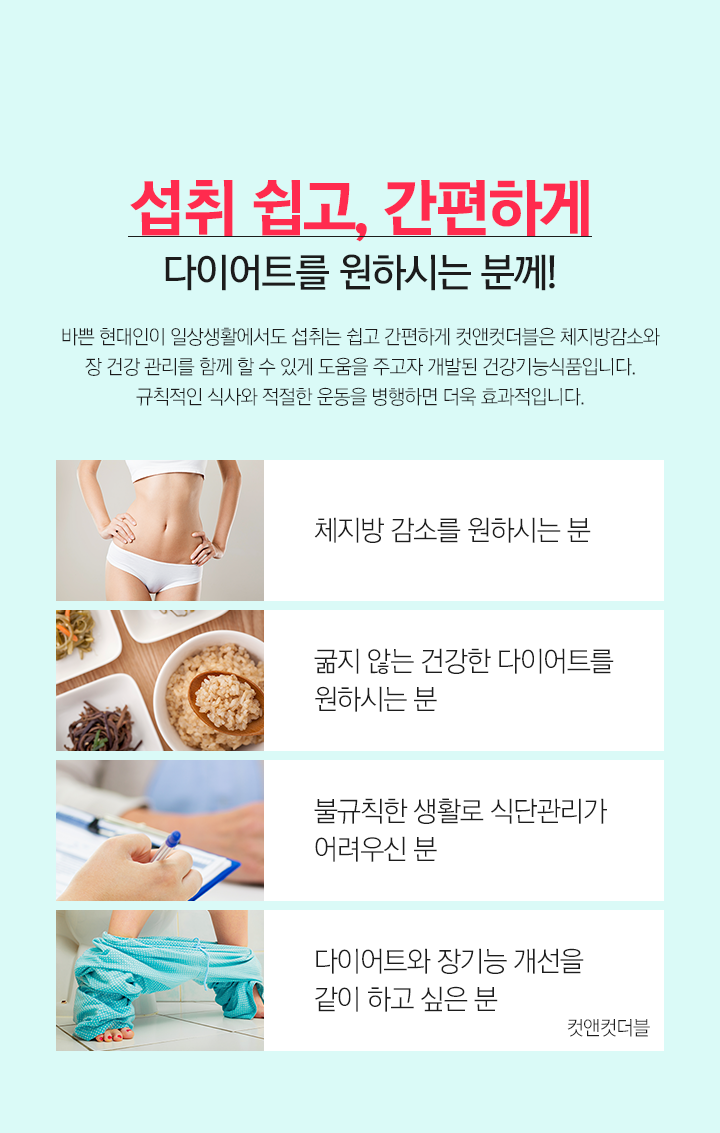 섭취 쉽고, 간편하게
다이어트를 원하시는 분께!
바쁜 현대인이 일상생활에서도 섭취는 쉽고 간편하게 컷앤컷더블은 체지방감소와
장 건강 관리를 함께 할 수 있게 도움을 주고자 개발된 건강기능식품입니다.
규칙적인 식사와 적절한 운동을 병행하면 더욱 효과적입니다.
체지방 감소를 원하시는 분
굶지 않는 건강한 다이어트를
원하시는 분
불규칙한 생활로 식단관리가
어려우신 분
다이어트와 장기능 개선을
같이 하고 싶은 분
컷앤컷더블